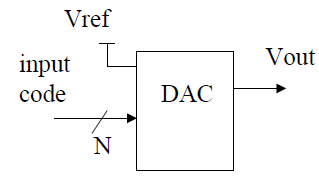 Vref
input
code
N
DAC
Vout